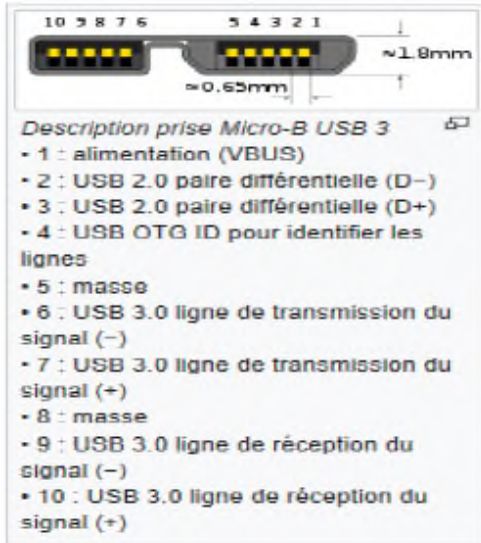 10 9 8 7 6 5 4 3 2 1
≈1.8mm
≈0.65mm
Description prise Micro-B USB 3
• 1 : alimentation (VBUS)
• 2 : USB 2.0 paire différentielle (D−)
• 3 : USB 2.0 paire différentielle (D+)
• 4 : USB OTG ID pour identifier les
lignes
• 5 : masse
• 6 : USB 3.0 ligne de transmission du
signal (−)
• 7 : USB 3.0 ligne de transmission du
signal (+)
• 8 : masse
• 9 : USB 3.0 ligne de réception du
signal (−)
• 10 : USB 3.0 ligne de réception du
signal (+)